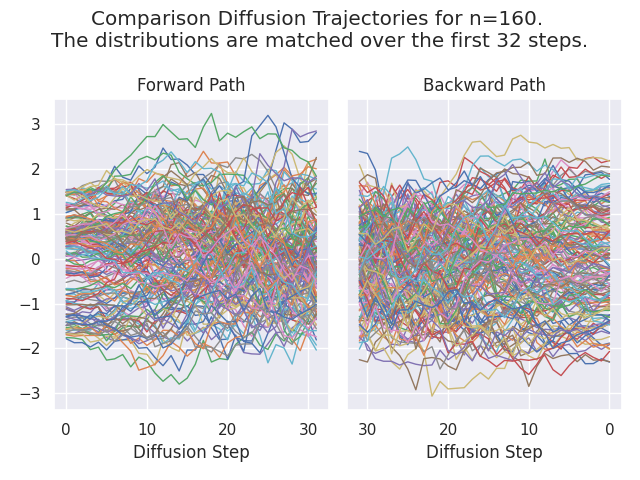 Comparison Diffusion Trajectories for n=160.
The distributions are matched over the first 32 steps.
Forward Path
Backward Path
3
2
1
0
−1
−2
−3
0 10 20 30
30 20 10 0
Diffusion Step
Diffusion Step